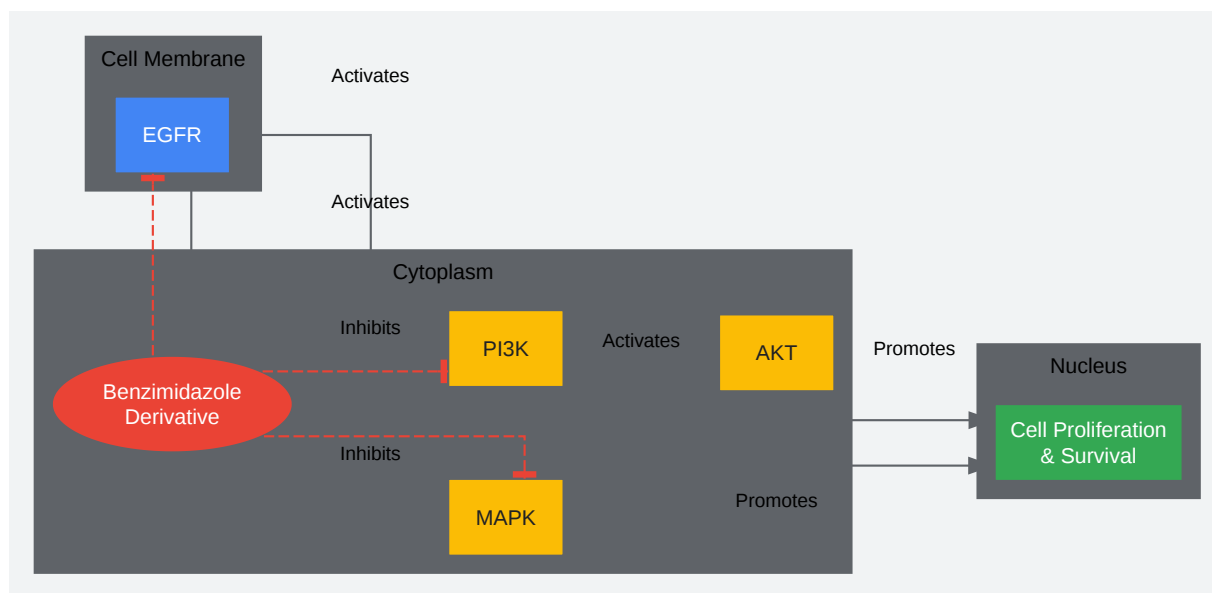 Cell Membrane
Activates
EGFR
Activates
Cytoplasm
Inhibits
PI3K
Activates
AKT
Promotes
Nucleus
Benzimidazole
Derivative
Cell Proliferation
& Survival
Inhibits
MAPK
Promotes